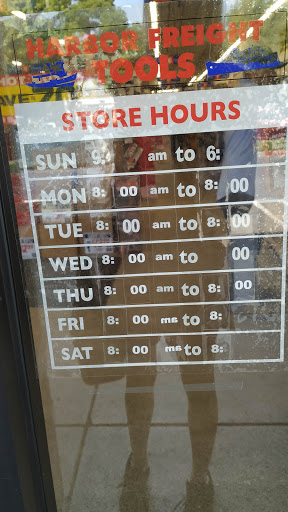 HARBOR FREIGHT
TOOLS
STORE HOURS
SUN 9: am to 6:
MON 8: 00 am to 8: 00
TUE 8: 00 am to 8: 00
WED 8: 00 am to 00
THU 8: 00 am to 8: 00
FRI 8: 00 am to 8:
SAT 8: 00 am to 8: